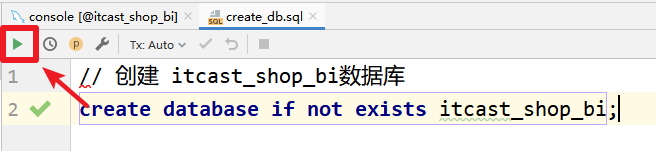 console [@itcast_shop_bi]
create_db.sql
Tx: Auto
1
// 创建 itcast_shop_bi数据库
2
create database if not exists itcast_shop_bi;